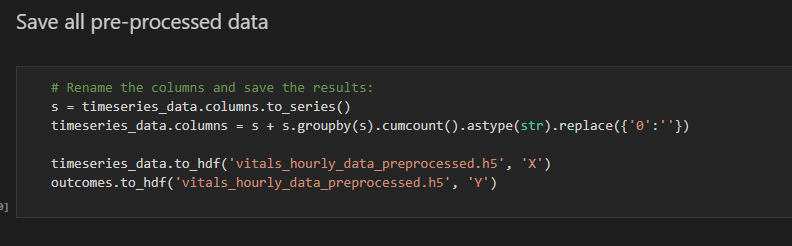 Save all pre-processed data
# Rename the columns and save the results:
s = timeseries_data.columns.to_series()
timeseries_data.columns = s + s.groupby(s).cumcount().astype(str).replace({'0':''})
timeseries_data.to_hdf('vitals_hourly_data_preprocessed.h5', 'X')
outcomes.to_hdf('vitals_hourly_data_preprocessed.h5', 'Y')
]